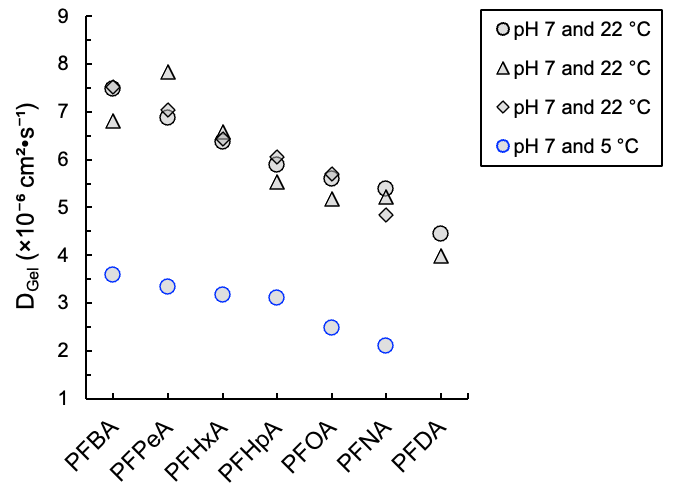 9
8
7
6
5
4
3
2
1
D_Gel (×10⁻⁶ cm²•s⁻¹)
PFBA
PFPeA
PFHxA
PFHpA
PFOA
PFNA
PFDA
pH 7 and 22 °C
pH 7 and 22 °C
pH 7 and 22 °C
pH 7 and 5 °C